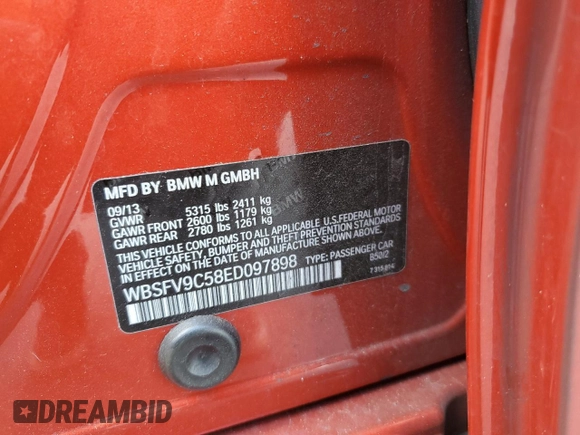 MFD BY BMW M GMBH
09/13
GVWR 5315 lbs 2411 kg
GAWR FRONT 2600 lbs 1179 kg
GAWR REAR 2780 lbs 1261 kg
THIS VEHICLE CONFORMS TO ALL APPLICABLE U.S.FEDERAL MOTOR
VEHICLE SAFETY, BUMPER, AND THEFT PREVENTION STANDARDS
IN EFFECT ON THE DATE OF MANUFACTURE SHOWN ABOVE.
WBSFV9C58ED097898 TYPE: PASSENGER CAR
DREAMBID